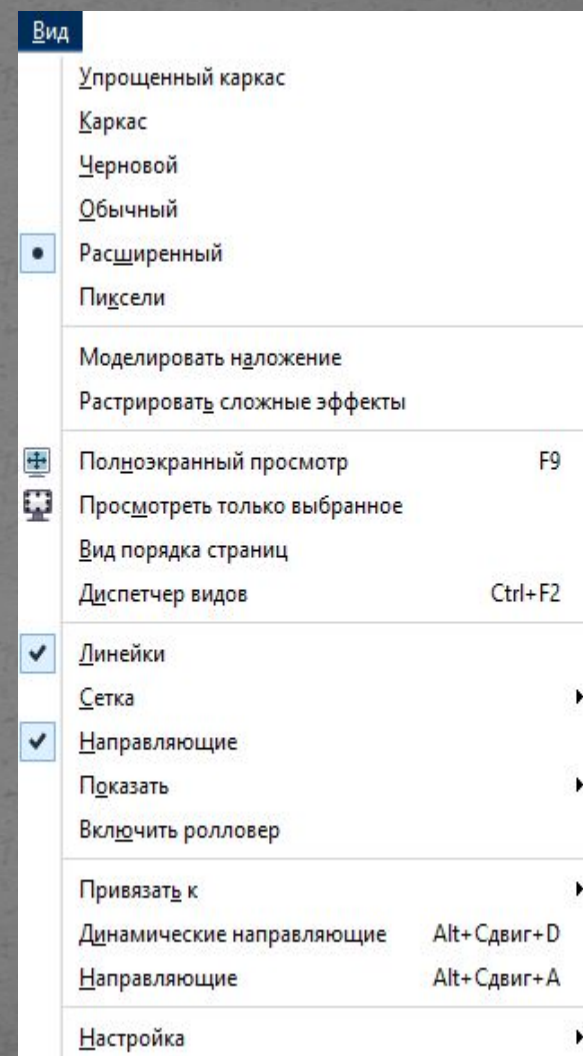 Вид
Упрощенный каркас
Каркас
Черновой
Обычный
Расширенный
Пиксели
Моделировать наложение
Растрировать сложные эффекты
Полноэкранный просмотр F9
Просмотреть только выбранное
Вид порядка страниц
Диспетчер видов Ctrl+F2
Линейки
Сетка
Направляющие
Показать
Включить ролловер
Привязать к
Динамические направляющие Alt+Сдвиг+D
Направляющие Alt+Сдвиг+A
Настройка